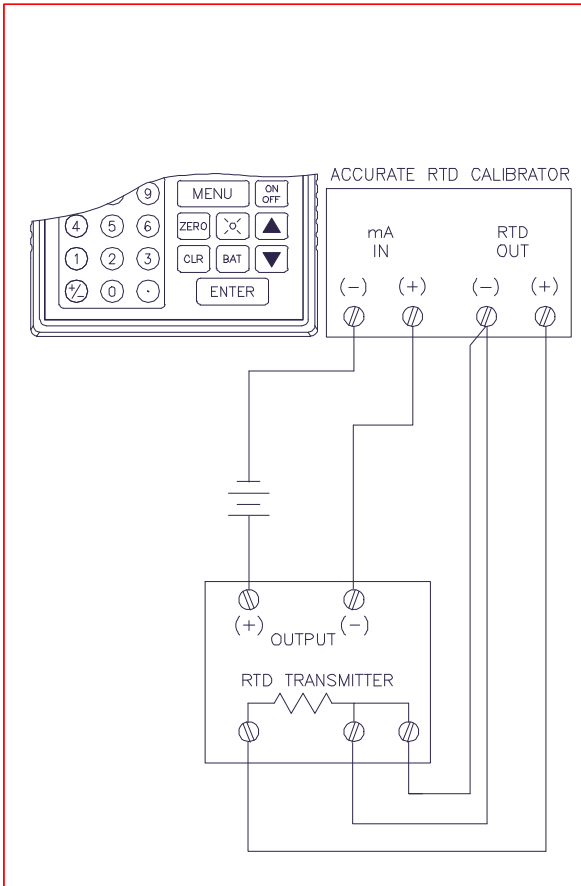 ACCURATE RTD CALIBRATOR
9
MENU
ON
OFF
4 5 6
ZERO
1 2 3
CLR BAT
+/- 0 .
ENTER
mA
IN
RTD
OUT
(-) (+) (-) (+)
(+) OUTPUT (-)
RTD TRANSMITTER